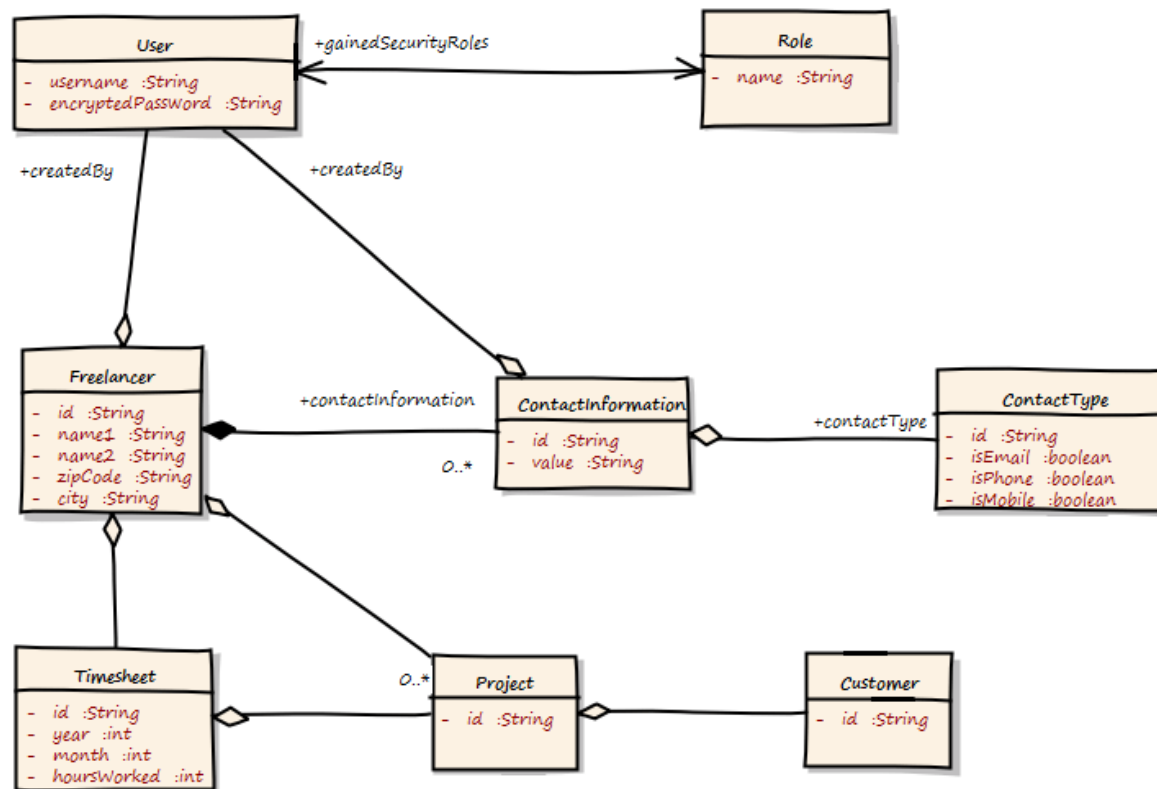 User
- username :String
- encryptedPassword :String
+gainedSecurityRoles
Role
- name :String
+createdBy
+createdBy
Freelancer
- id :String
- name1 :String
- name2 :String
- zipCode :String
- city :String
+contactInformation
0..*
ContactInformation
- id :String
- value :String
+contactType
ContactType
- id :String
- isEmail :boolean
- isPhone :boolean
- isMobile :boolean
Timesheet
- id :String
- year :int
- month :int
- hoursWorked :int
0..*
Project
- id :String
Customer
- id :String